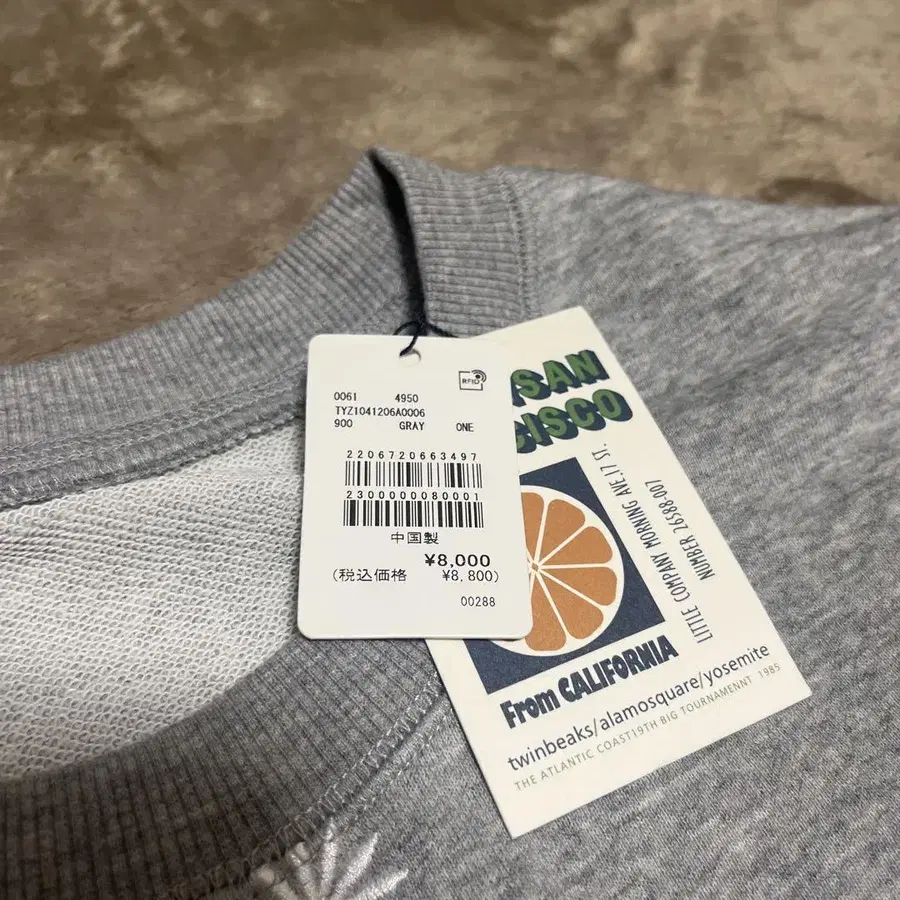 RFID
0061 4950
TYZ1041206A0006
900 GRAY ONE
2206720663497
2300000080001
中国製
¥8,000
(税込価格 ¥8,800)
00288
SAN
CISCO
LITTLE COMPANY MORNING AVE.17 ST.
NUMBER 26588-007
From CALIFORNIA
twinbeaks/alamosquare/yosemite
THE ATLANTIC COAST19TH BIG TOURNAMENNT 1985